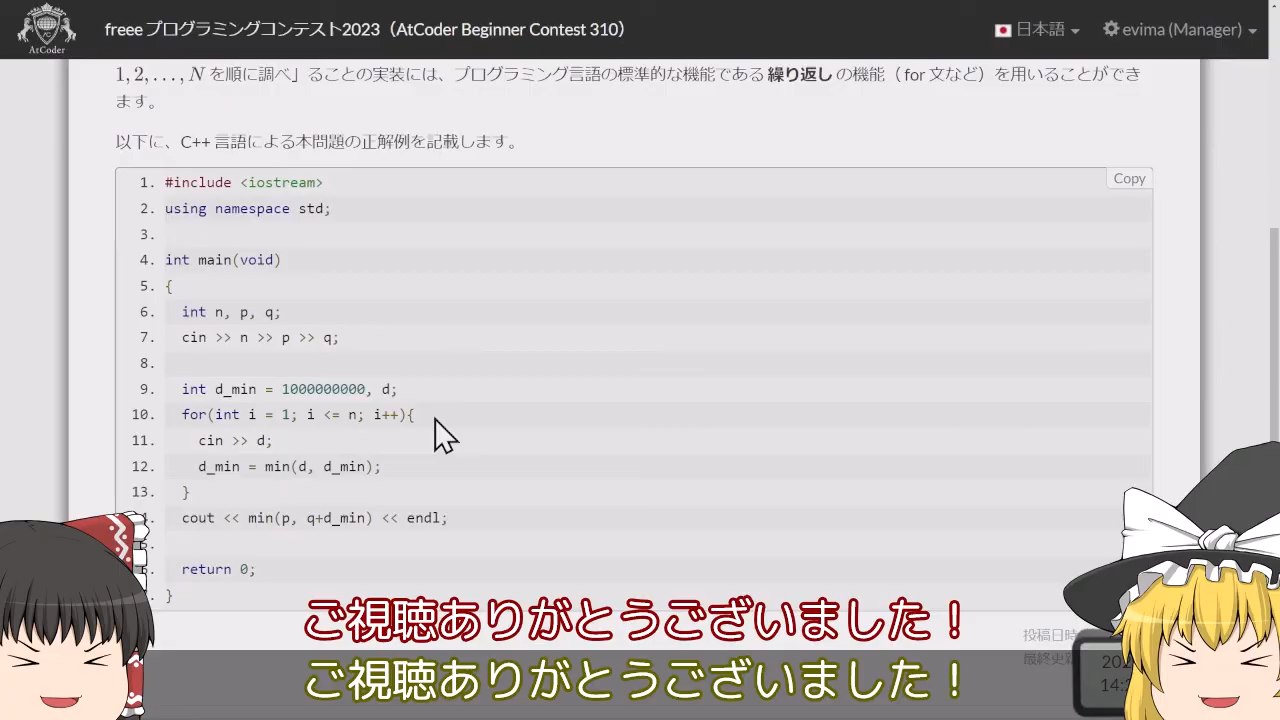 AtCoder
freee プログラミングコンテスト2023（AtCoder Beginner Contest 310）
日本語
evima (Manager)
1, 2, . . . , N を順に調べ」ることの実装には、プログラミング言語の標準的な機能である 繰り返し の機能（ for 文など）を用いることができ
ます。
以下に、C++ 言語による本問題の正解例を記載します。
Copy
1. #include <iostream>
2. using namespace std;
3.
4. int main(void)
5. {
6. int n, p, q;
7. cin >> n >> p >> q;
8.
9. int d_min = 1000000000, d;
10. for(int i = 1; i <= n; i++){
11. cin >> d;
12. d_min = min(d, d_min);
13. }
cout << min(p, q+d_min) << endl;
return 0;
}
ご視聴ありがとうございました！
ご視聴ありがとうございました！
投稿日時
最終更新